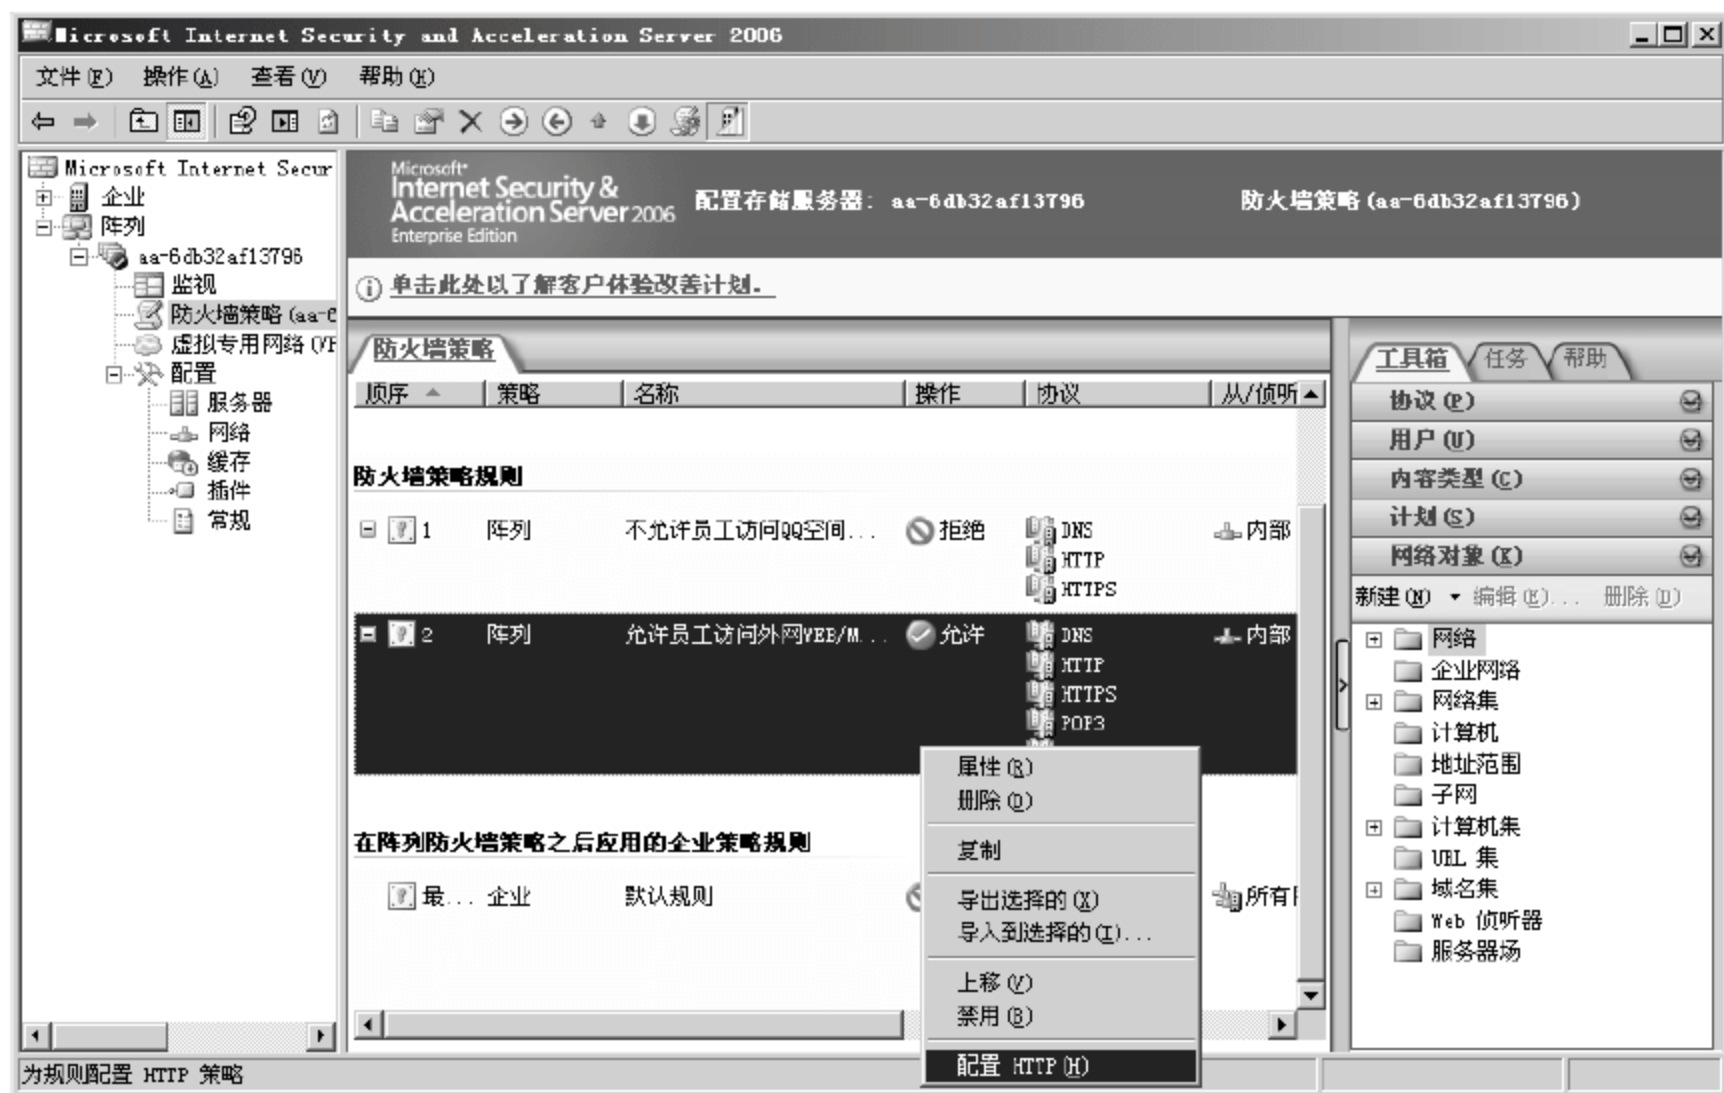 Microsoft Internet Security and Acceleration Server 2006
文件(F) 操作(A) 查看(V) 帮助(H)
Microsoft Internet Secur
企业
阵列
aa-6db32af13796
监视
防火墙策略(aa-6
虚拟专用网络(VP
配置
服务器
网络
缓存
插件
常规
Microsoft
Internet Security &
Acceleration Server 2006
Enterprise Edition
配置存储服务器: aa-6db32af13796
防火墙策略(aa-6db32af13796)
单击此处以了解客户体验改善计划。
防火墙策略
顺序 策略 名称 操作 协议 从/侦听
防火墙策略规则
1 阵列 不允许员工访问QQ空间... 拒绝 DNS 内部
HTTP
HTTPS
2 阵列 允许员工访问外网WEB/M... 允许 DNS 内部
HTTP
HTTPS
POP3
在阵列防火墙策略之后应用的企业策略规则
最... 企业 默认规则 所有
属性(R)
删除(D)
复制
导出选择的(X)
导入到选择的(I)...
上移(V)
禁用(B)
配置 HTTP(H)
工具箱 任务 帮助
协议(P)
用户(U)
内容类型(C)
计划(S)
网络对象(K)
新建(N) 编辑(E)... 删除(D)
网络
企业网络
网络集
计算机
地址范围
子网
计算机集
URL 集
域名集
Web 侦听器
服务器场
为规则配置 HTTP 策略